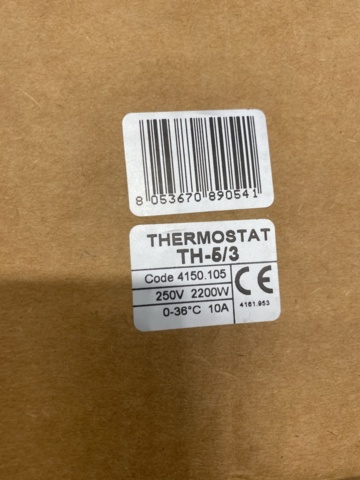 8 053670 890541
THERMOSTAT
TH-5/3
Code 4150.105
250V 2200W
0-36°C 10A
CE
4161.953